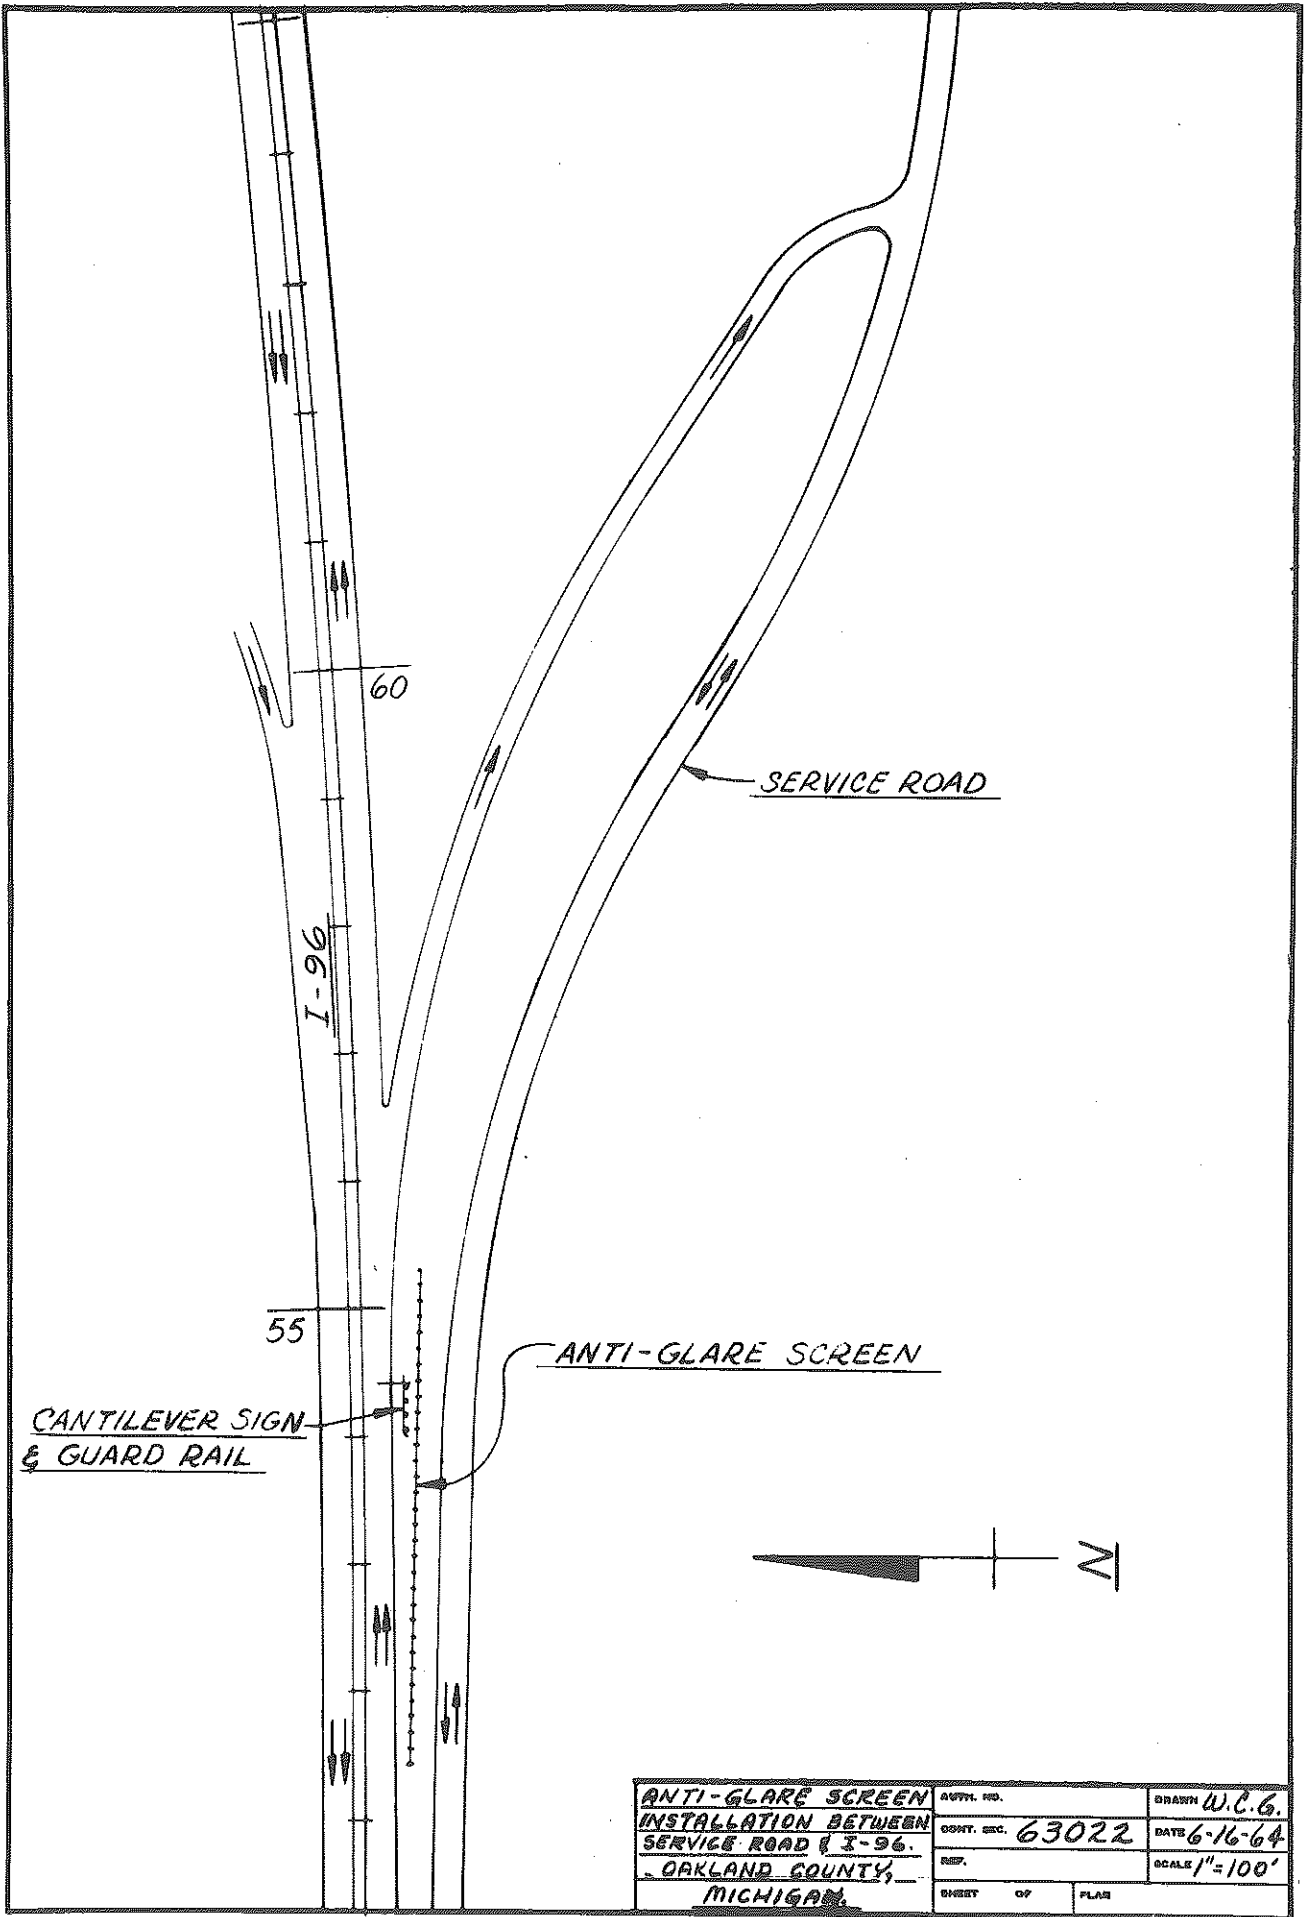 60
SERVICE ROAD
I-96
55
ANTI-GLARE SCREEN
CANTILEVER SIGN
& GUARD RAIL
N
ANTI-GLARE SCREEN
INSTALLATION BETWEEN
SERVICE ROAD & I-96.
OAKLAND COUNTY,
MICHIGAN.
AUTH. NO.
DRAWN W.C.G.
CONT. SEC. 63022
DATE 6-16-64
REF.
SCALE 1"=100'
SHEET OF
PLAN